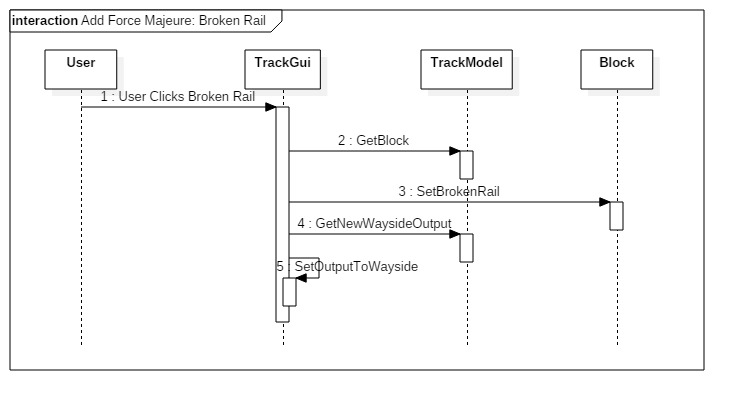 interaction Add Force Majeure: Broken Rail
User
TrackGui
TrackModel
Block
1 : User Clicks Broken Rail
2 : GetBlock
3 : SetBrokenRail
4 : GetNewWaysideOutput
5 : SetOutputToWayside